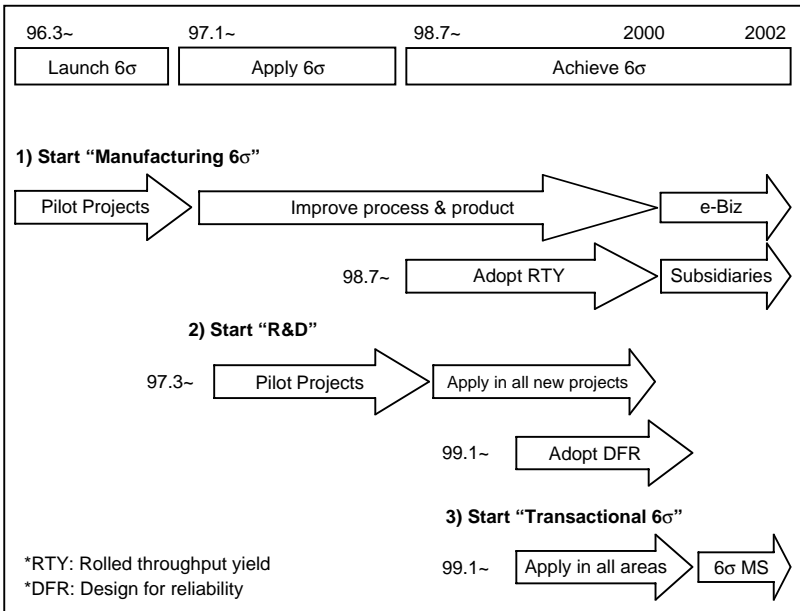 96.3~ 97.1~ 98.7~ 2000 2002
Launch 6σ Apply 6σ Achieve 6σ
1) Start “Manufacturing 6σ”
Pilot Projects Improve process & product e-Biz
98.7~ Adopt RTY Subsidiaries
2) Start “R&D”
97.3~ Pilot Projects Apply in all new projects
99.1~ Adopt DFR
3) Start “Transactional 6σ”
*RTY: Rolled throughput yield
99.1~ Apply in all areas 6σ MS
*DFR: Design for reliability